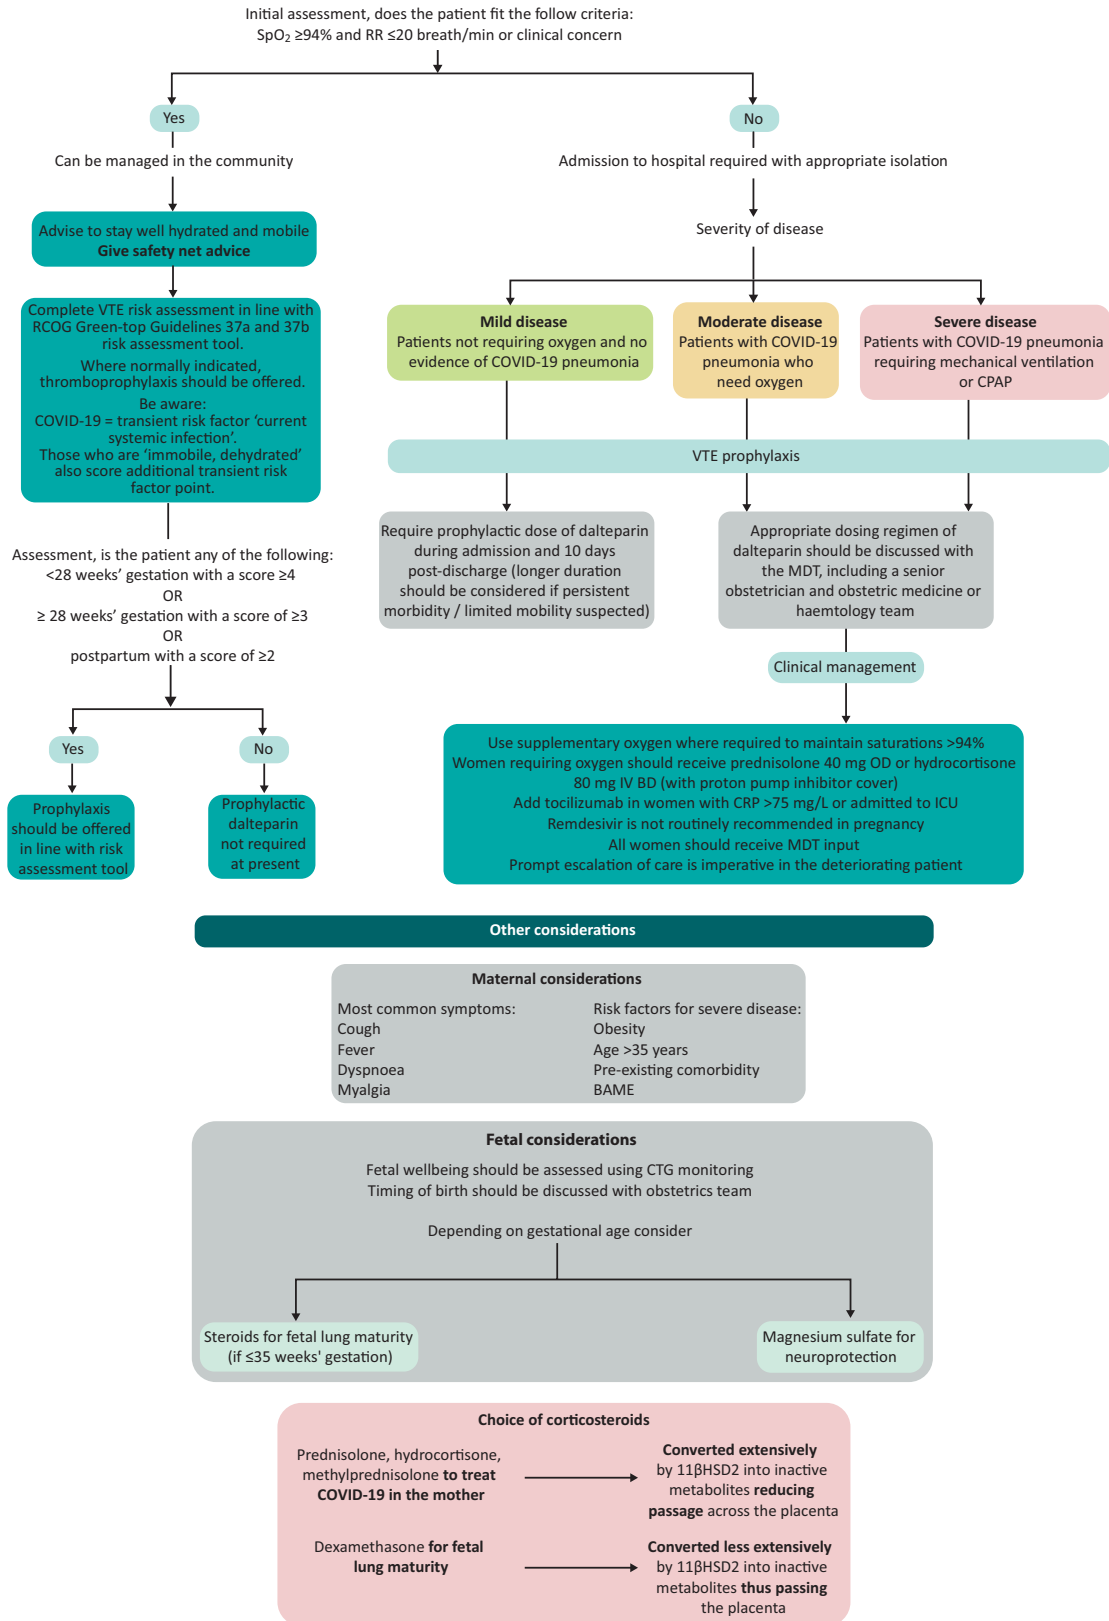 Initial assessment, does the patient fit the follow criteria:
SpO₂ ≥94% and RR ≤20 breath/min or clinical concern
Yes
No
Can be managed in the community
Admission to hospital required with appropriate isolation
Advise to stay well hydrated and mobile
Give safety net advice
Severity of disease
Complete VTE risk assessment in line with
RCOG Green-top Guidelines 37a and 37b
risk assessment tool.
Where normally indicated,
thromboprophylaxis should be offered.
Be aware:
COVID-19 = transient risk factor ‘current
systemic infection’.
Those who are ‘immobile, dehydrated’
also score additional transient risk
factor point.
Mild disease
Patients not requiring oxygen and no
evidence of COVID-19 pneumonia
Moderate disease
Patients with COVID-19
pneumonia who
need oxygen
Severe disease
Patients with COVID-19 pneumonia
requiring mechanical ventilation
or CPAP
VTE prophylaxis
Require prophylactic dose of dalteparin
during admission and 10 days
post-discharge (longer duration
should be considered if persistent
morbidity / limited mobility suspected)
Appropriate dosing regimen of
dalteparin should be discussed with
the MDT, including a senior
obstetrician and obstetric medicine or
haemtology team
Assessment, is the patient any of the following:
<28 weeks’ gestation with a score ≥4
OR
≥ 28 weeks’ gestation with a score of ≥3
OR
postpartum with a score of ≥2
Yes
No
Prophylaxis
should be offered
in line with risk
assessment tool
Prophylactic
dalteparin
not required
at present
Clinical management
Use supplementary oxygen where required to maintain saturations >94%
Women requiring oxygen should receive prednisolone 40 mg OD or hydrocortisone
80 mg IV BD (with proton pump inhibitor cover)
Add tocilizumab in women with CRP >75 mg/L or admitted to ICU
Remdesivir is not routinely recommended in pregnancy
All women should receive MDT input
Prompt escalation of care is imperative in the deteriorating patient
Other considerations
Maternal considerations
Most common symptoms:
Cough
Fever
Dyspnoea
Myalgia
Risk factors for severe disease:
Obesity
Age >35 years
Pre-existing comorbidity
BAME
Fetal considerations
Fetal wellbeing should be assessed using CTG monitoring
Timing of birth should be discussed with obstetrics team
Depending on gestational age consider
Steroids for fetal lung maturity
(if ≤35 weeks' gestation)
Magnesium sulfate for
neuroprotection
Choice of corticosteroids
Prednisolone, hydrocortisone,
methylprednisolone to treat
COVID-19 in the mother
Converted extensively
by 11βHSD2 into inactive
metabolites reducing
passage across the placenta
Dexamethasone for fetal
lung maturity
Converted less extensively
by 11βHSD2 into inactive
metabolites thus passing
the placenta